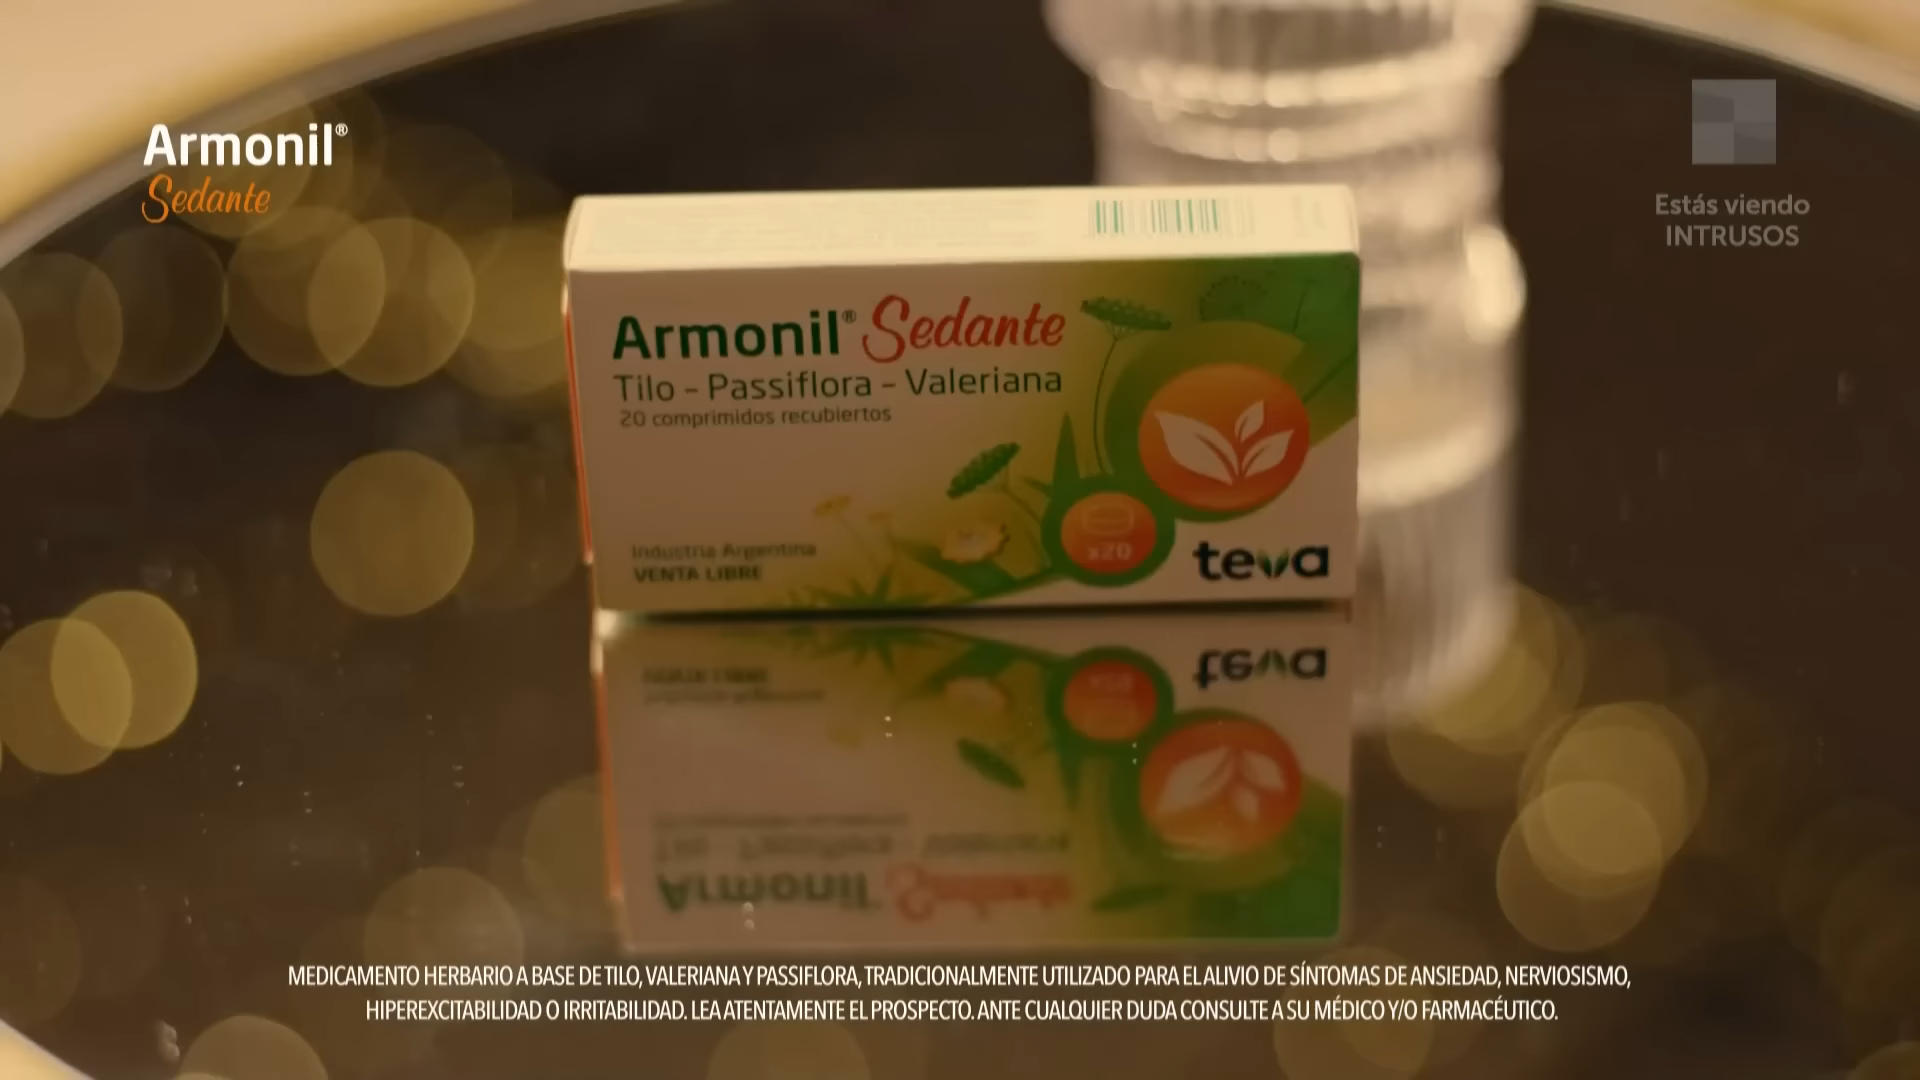 Armonil®
Sedante
Estás viendo
INTRUSOS
Armonil® Sedante
Tilo - Passiflora - Valeriana
20 comprimidos recubiertos
x20
Industria Argentina
VENTA LIBRE
teva
MEDICAMENTO HERBARIO A BASE DE TILO, VALERIANA Y PASSIFLORA, TRADICIONALMENTE UTILIZADO PARA EL ALIVIO DE SÍNTOMAS DE ANSIEDAD, NERVIOSISMO,
HIPEREXCITABILIDAD O IRRITABILIDAD. LEA ATENTAMENTE EL PROSPECTO. ANTE CUALQUIER DUDA CONSULTE A SU MÉDICO Y/O FARMACÉUTICO.